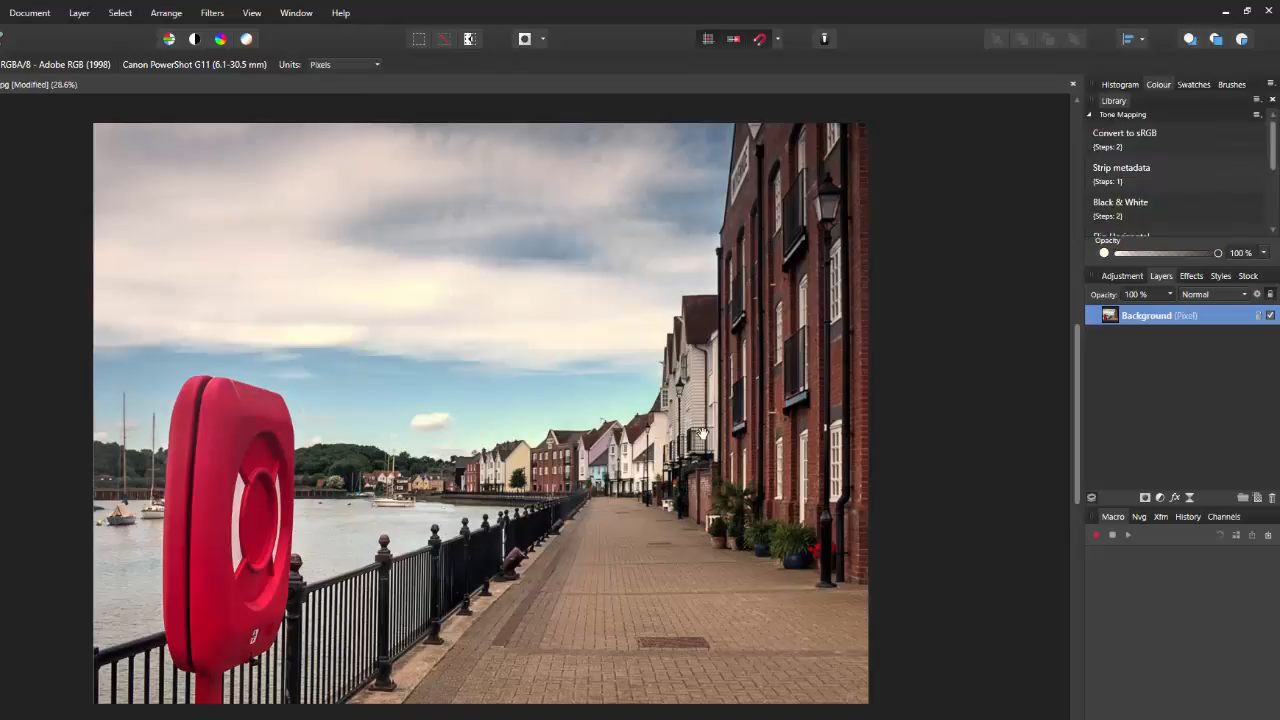 Document Layer Select Arrange Filters View Window Help
RGBA/8 - Adobe RGB (1998) Canon PowerShot G11 (6.1-30.5 mm) Units: Pixels
pg [Modified] (28.6%)
Histogram Colour Swatches Brushes
Library
Tone Mapping
Convert to sRGB
{Steps: 2}
Strip metadata
{Steps: 1}
Black & White
{Steps: 2}
Flip Horizontal
Opacity
100 %
Adjustment Layers Effects Styles Stock
Opacity: 100 % Normal
Background (Pixel)
Macro Nvg Xfm History Channels